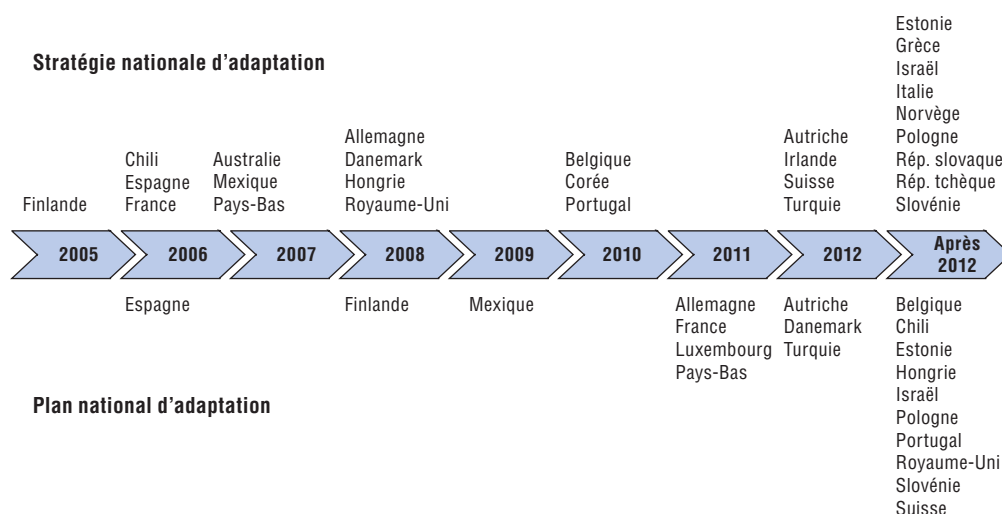 Stratégie nationale d'adaptation
Finlande
Chili
Espagne
France
Australie
Mexique
Pays-Bas
Allemagne
Danemark
Hongrie
Royaume-Uni
Belgique
Corée
Portugal
Autriche
Irlande
Suisse
Turquie
Estonie
Grèce
Israël
Italie
Norvège
Pologne
Rép. slovaque
Rép. tchèque
Slovénie
2005
2006
2007
2008
2009
2010
2011
2012
Après
2012
Espagne
Finlande
Mexique
Allemagne
France
Luxembourg
Pays-Bas
Autriche
Danemark
Turquie
Belgique
Chili
Estonie
Hongrie
Israël
Pologne
Portugal
Royaume-Uni
Slovénie
Suisse
Plan national d'adaptation